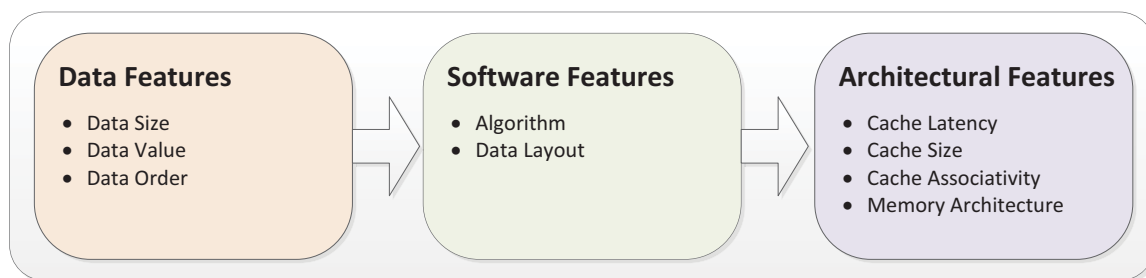 Data Features
• Data Size
• Data Value
• Data Order
Software Features
• Algorithm
• Data Layout
Architectural Features
• Cache Latency
• Cache Size
• Cache Associativity
• Memory Architecture